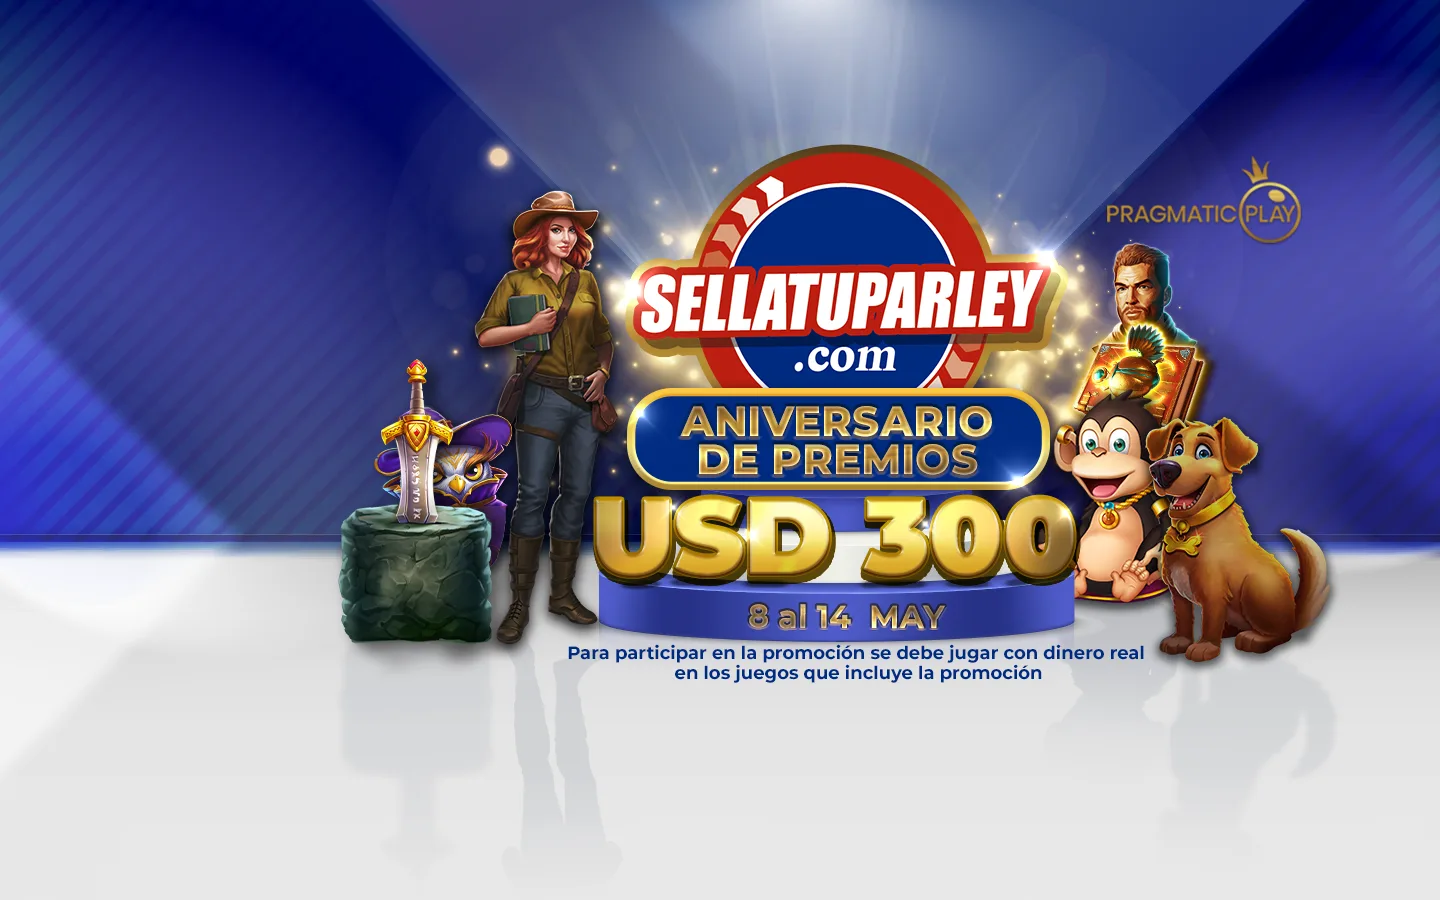 PRAGMATIC PLAY
SELLATUPARLEY
.com
ANIVERSARIO
DE PREMIOS
USD 300
8 al 14 MAY
Para participar en la promoción se debe jugar con dinero real
en los juegos que incluye la promoción